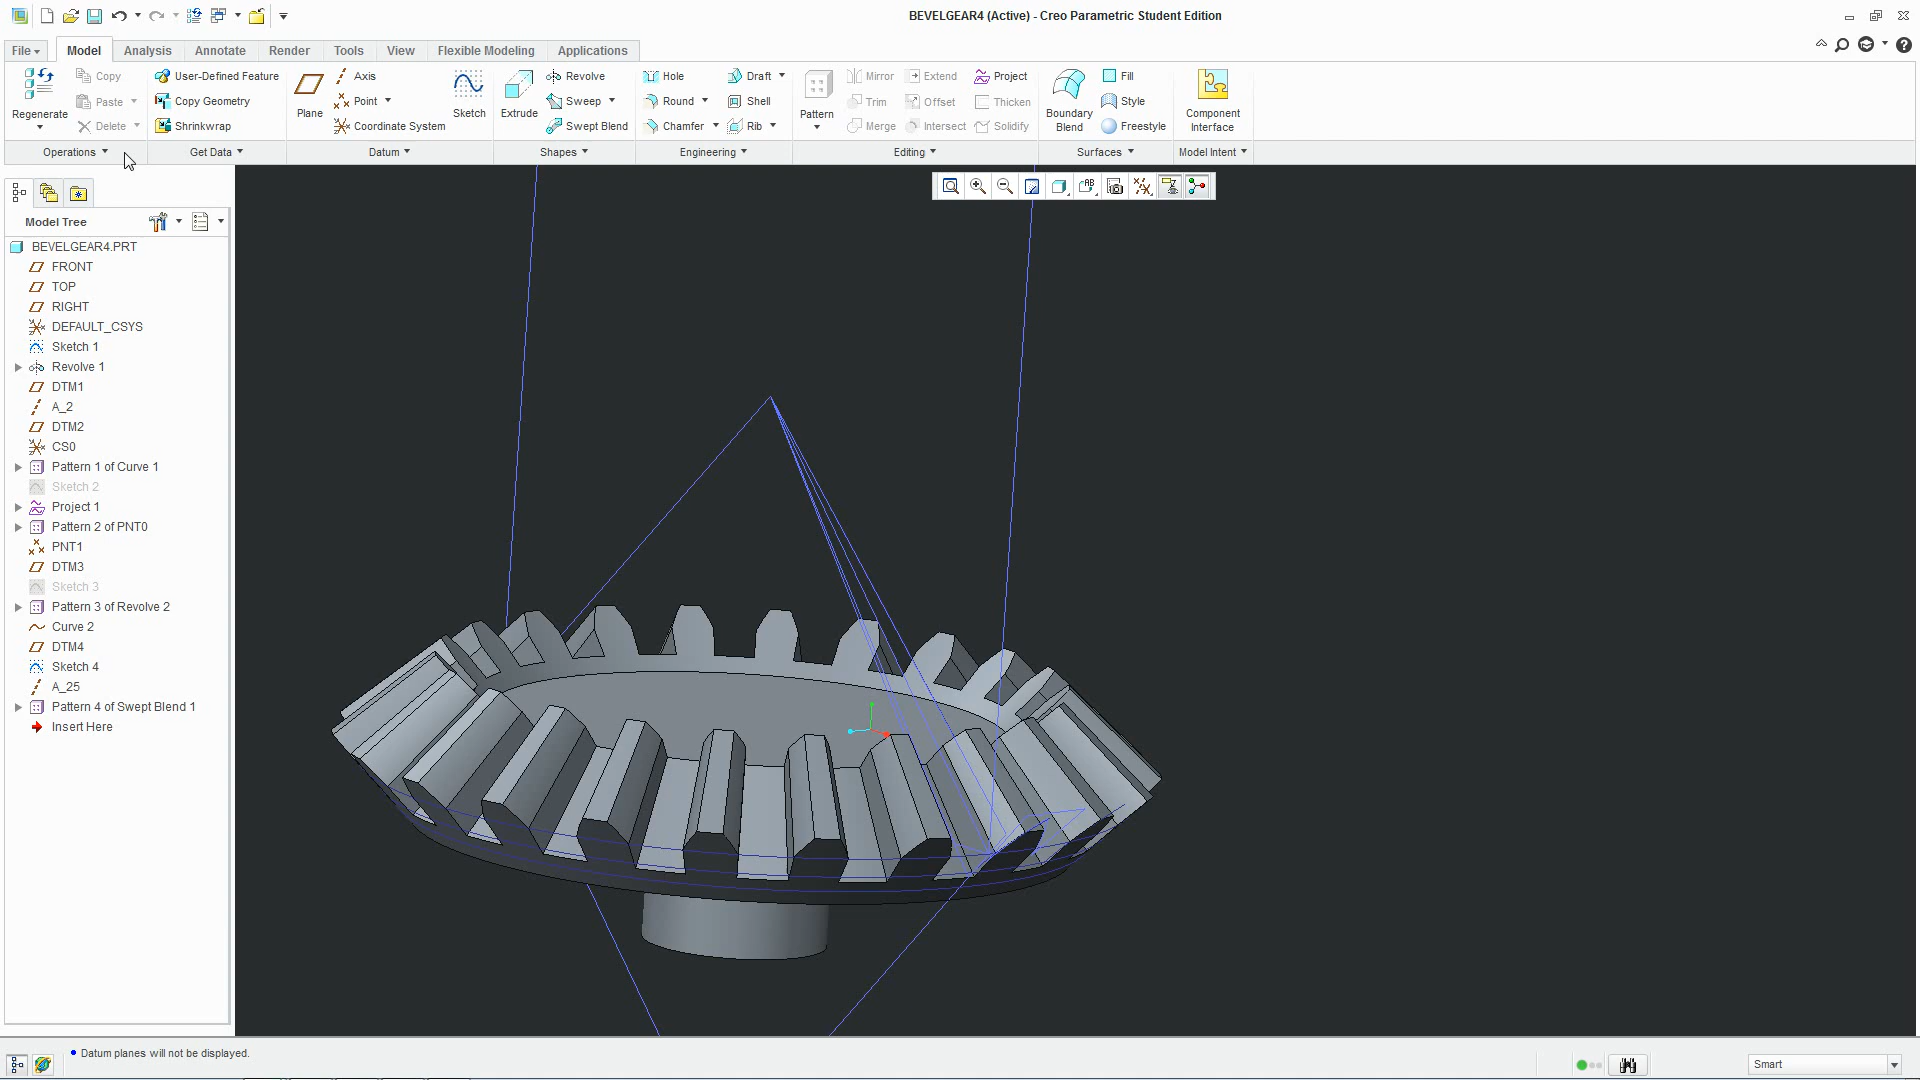 BEVELGEAR4 (Active) - Creo Parametric Student Edition
File Model Analysis Annotate Render Tools View Flexible Modeling Applications
Copy User-Defined Feature Axis Revolve Hole Draft Mirror Extend Project Fill
Paste Copy Geometry Point Sweep Round Shell Trim Offset Thicken Style
Regenerate Plane Sketch Extrude Pattern Boundary Blend Component Interface
Delete Shrinkwrap Coordinate System Swept Blend Chamfer Rib Merge Intersect Solidify Freestyle
Operations Get Data Datum Shapes Engineering Editing Surfaces Model Intent
AB
Model Tree
BEVELGEAR4.PRT
FRONT
TOP
RIGHT
DEFAULT_CSYS
Sketch 1
Revolve 1
DTM1
A_2
DTM2
CS0
Pattern 1 of Curve 1
Sketch 2
Project 1
Pattern 2 of PNT0
PNT1
DTM3
Sketch 3
Pattern 3 of Revolve 2
Curve 2
DTM4
Sketch 4
A_25
Pattern 4 of Swept Blend 1
Insert Here
Datum planes will not be displayed.
Smart